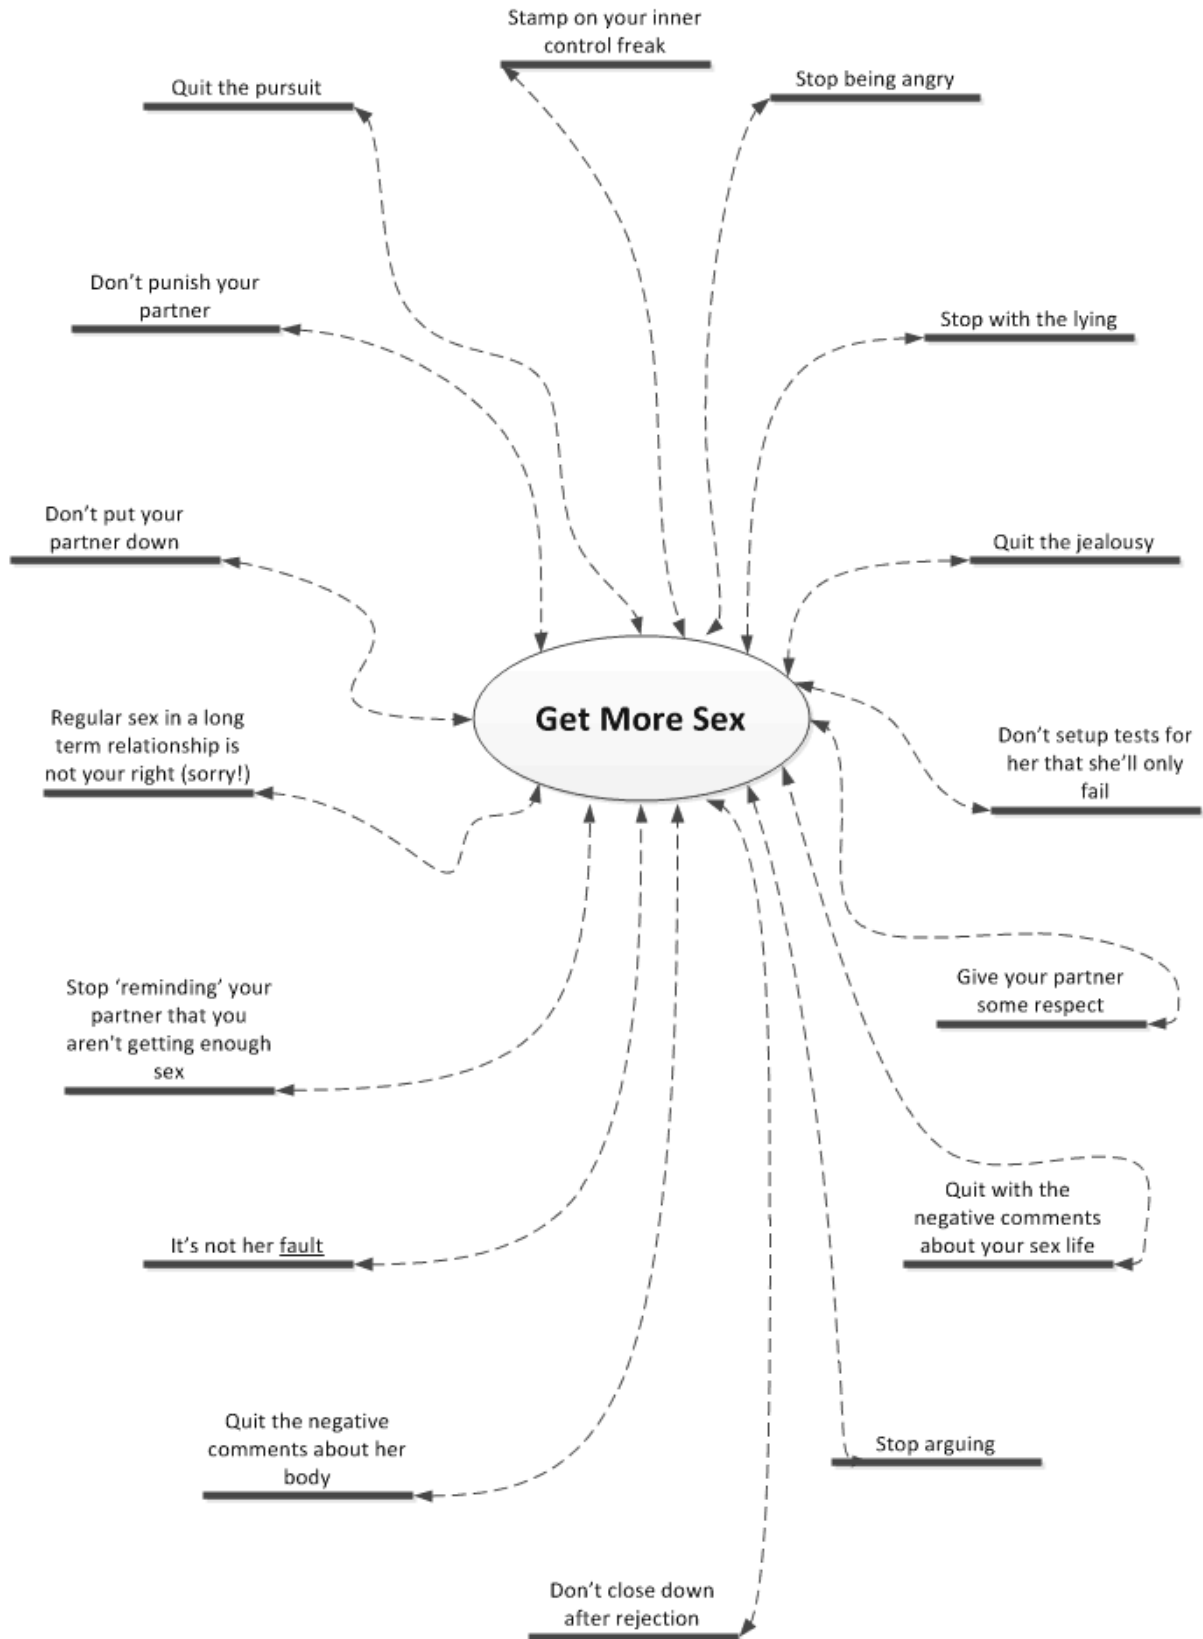 Stamp on your inner
control freak
Quit the pursuit
Stop being angry
Don't punish your
partner
Stop with the lying
Don't put your
partner down
Quit the jealousy
Get More Sex
Regular sex in a long
term relationship is
not your right (sorry!)
Don't setup tests for
her that she'll only
fail
Give your partner
some respect
Stop ‘reminding’ your
partner that you
aren't getting enough
sex
Quit with the
negative comments
about your sex life
It's not her fault
Quit the negative
comments about her
body
Stop arguing
Don't close down
after rejection